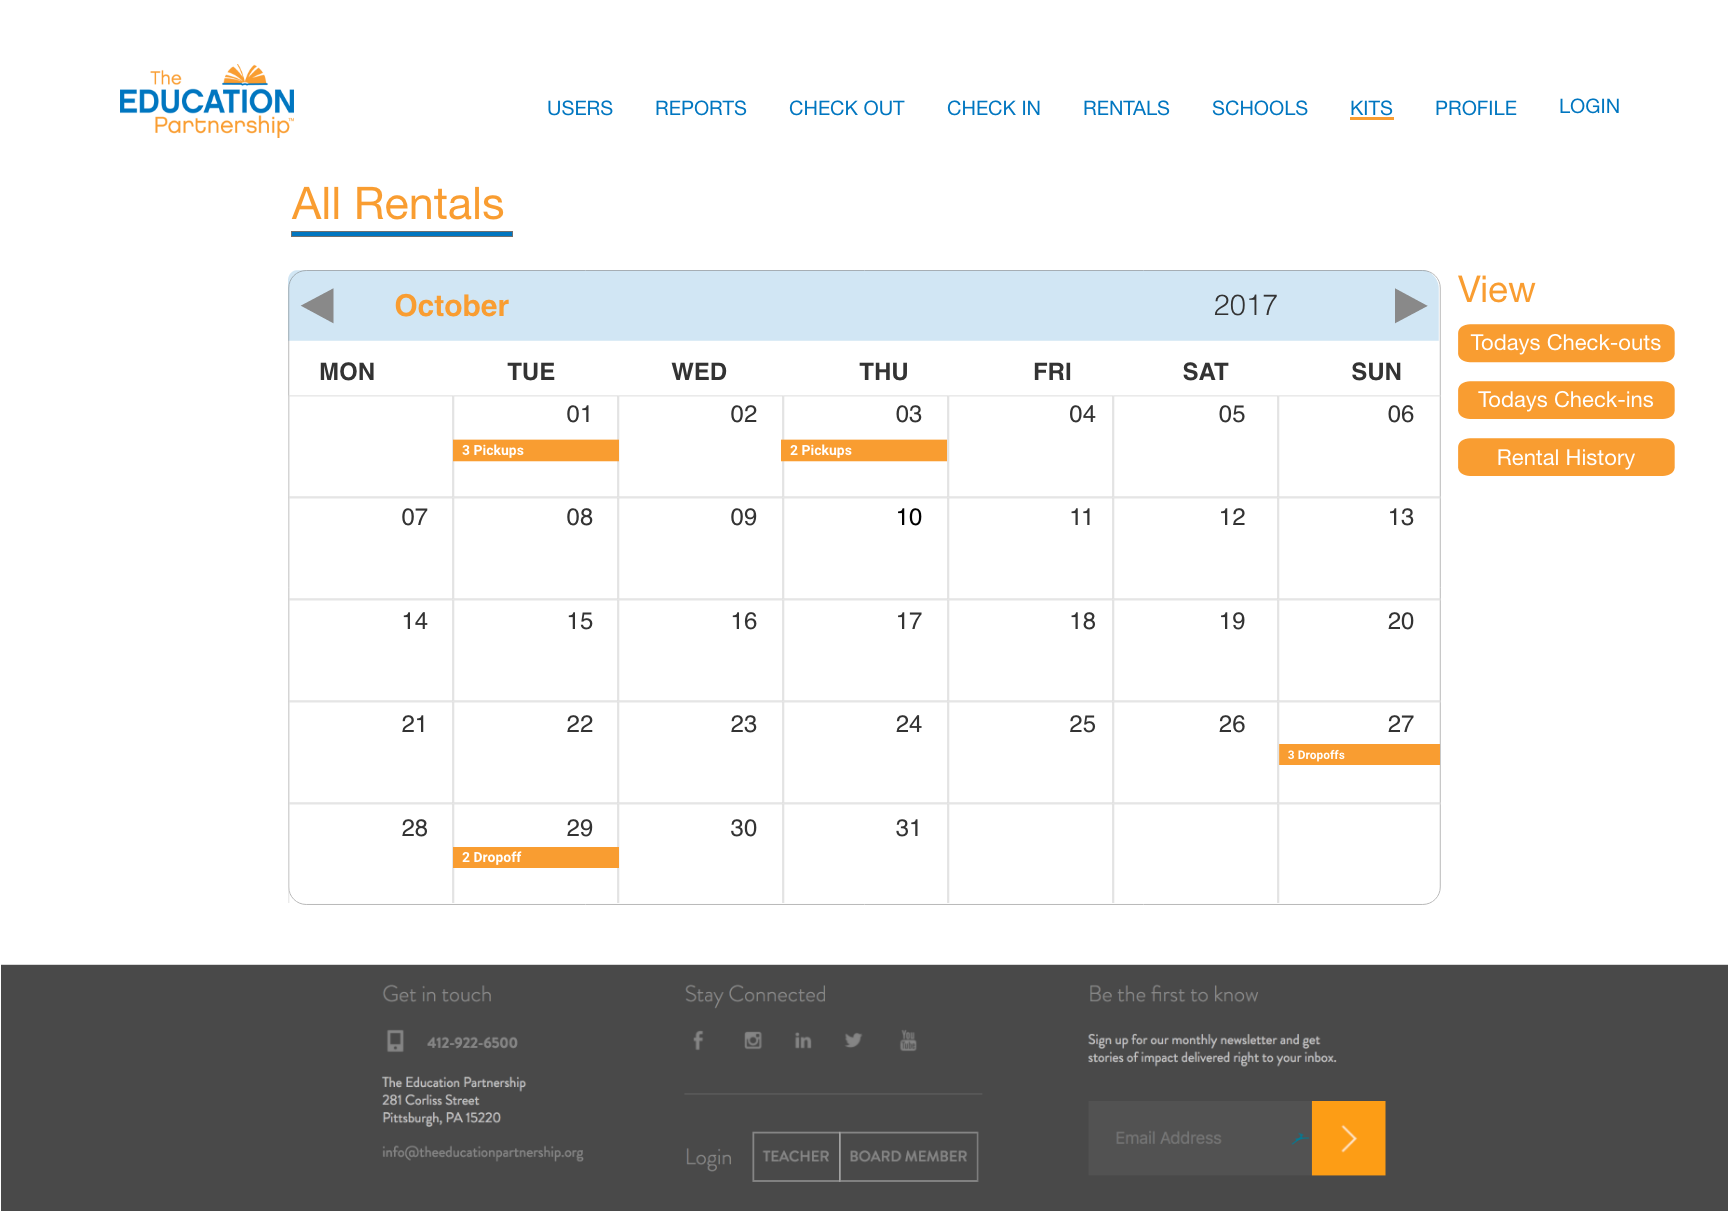 The
EDUCATION
Partnership™
USERS REPORTS CHECK OUT CHECK IN RENTALS SCHOOLS KITS PROFILE LOGIN
All Rentals
October 2017
View
Todays Check-outs
Todays Check-ins
Rental History
MON TUE WED THU FRI SAT SUN
01 02 03 04 05 06
3 Pickups 2 Pickups
07 08 09 10 11 12 13
14 15 16 17 18 19 20
21 22 23 24 25 26 27
3 Dropoffs
28 29 30 31
2 Dropoff
Get in touch
412-922-6500
The Education Partnership
281 Corliss Street
Pittsburgh, PA 15220
info@theeducationpartnership.org
Stay Connected
f in You Tube
Login TEACHER BOARD MEMBER
Be the first to know
Sign up for our monthly newsletter and get
stories of impact delivered right to your inbox.
Email Address